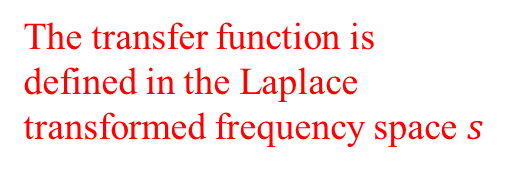 The transfer function is
defined in the Laplace
transformed frequency space s